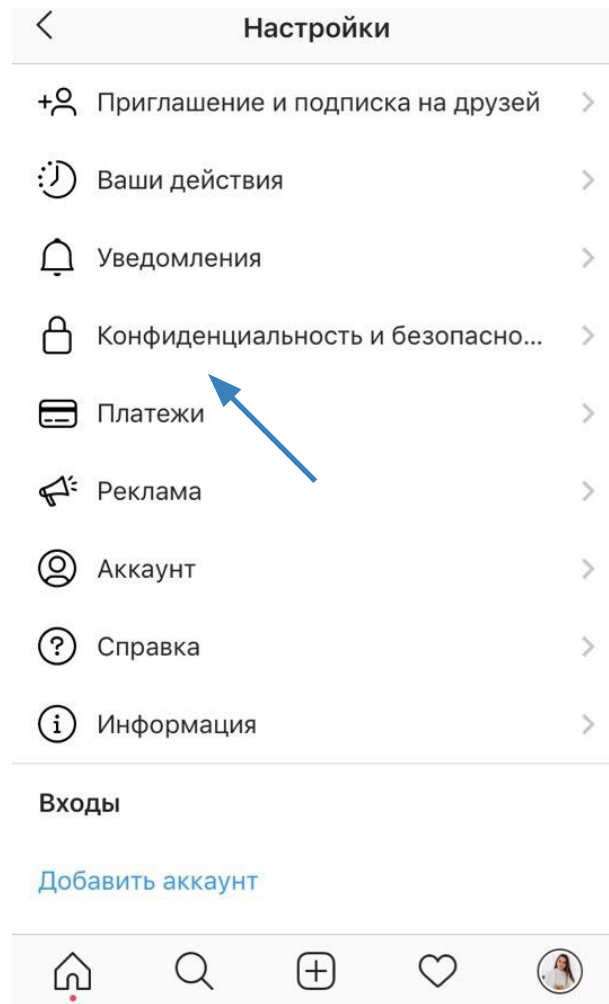 Настройки
Приглашение и подписка на друзей
Ваши действия
Уведомления
Конфиденциальность и безопасно...
Платежи
Реклама
Аккаунт
Справка
Информация
Входы
Добавить аккаунт